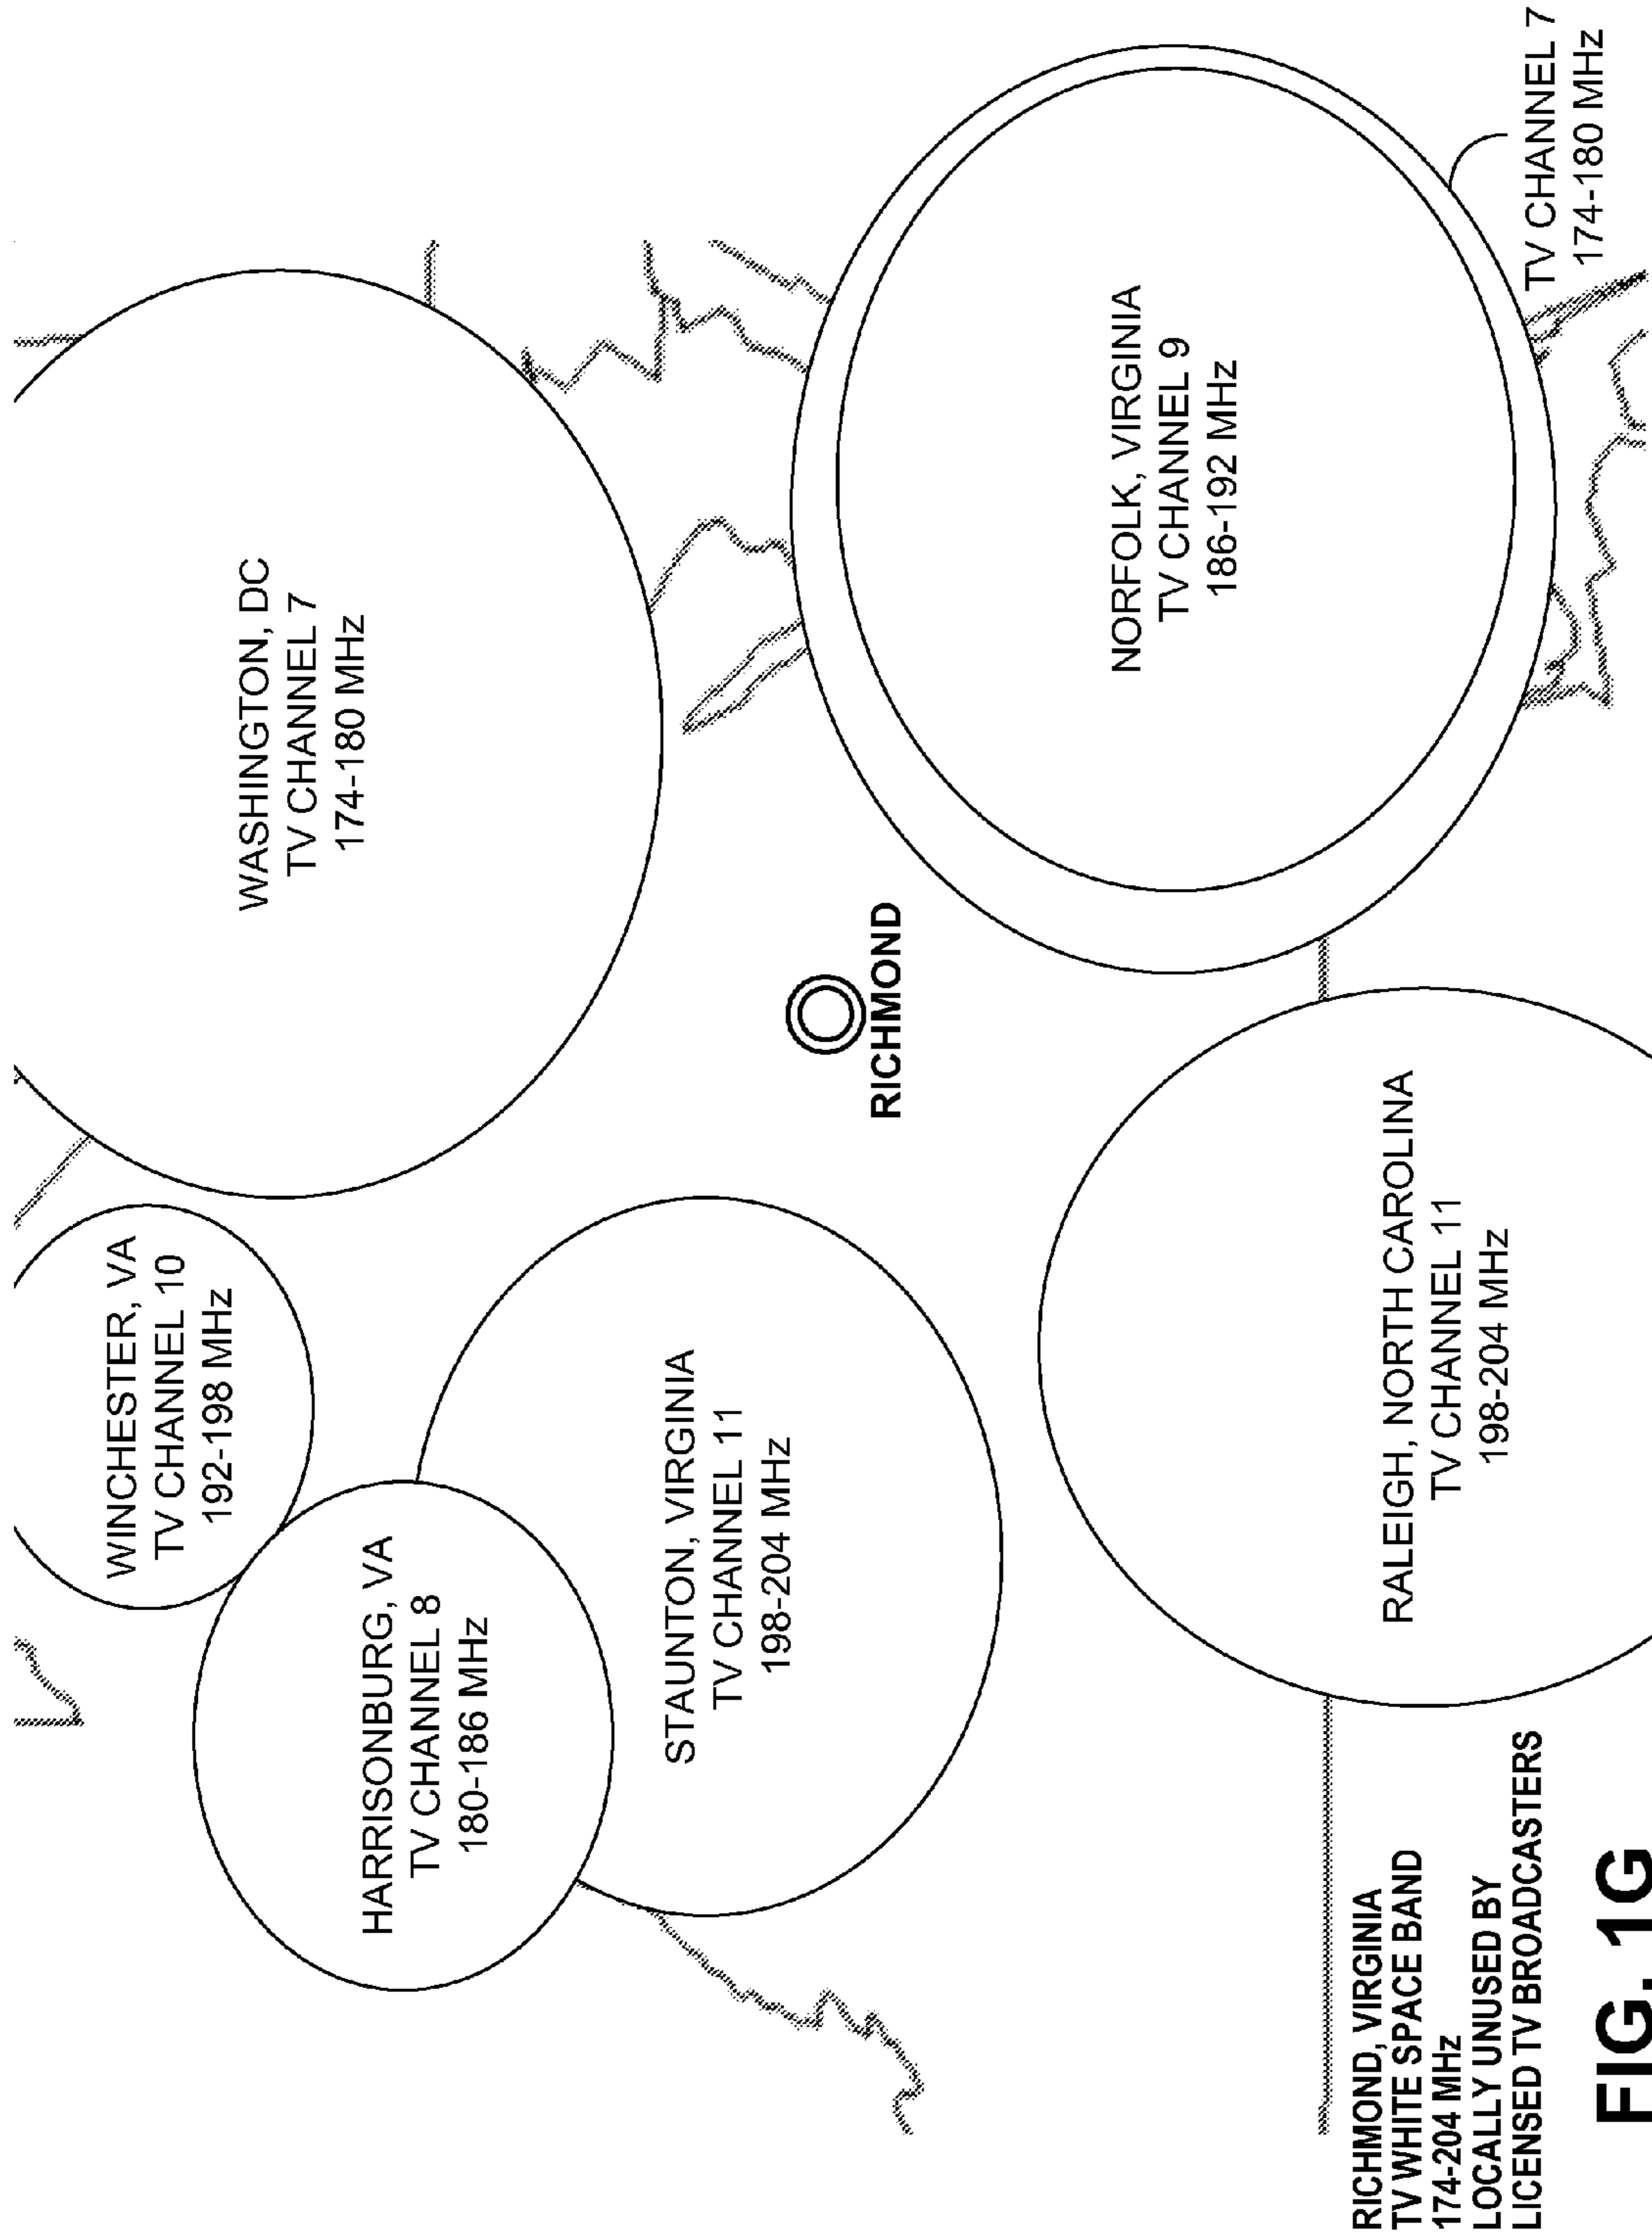 WINCHESTER, VA
TV CHANNEL 10
192-198 MHz
WASHINGTON, DC
TV CHANNEL 7
174-180 MHz
HARRISONBURG, VA
TV CHANNEL 8
180-186 MHz
STAUNTON, VIRGINIA
TV CHANNEL 11
198-204 MHz
RICHMOND
NORFOLK, VIRGINIA
TV CHANNEL 9
186-192 MHz
RALEIGH, NORTH CAROLINA
TV CHANNEL 11
198-204 MHz
TV CHANNEL 7
174-180 MHz
RICHMOND, VIRGINIA
TV WHITE SPACE BAND
174-204 MHz
LOCALLY UNUSED BY
LICENSED TV BROADCASTERS
FIG. 1G